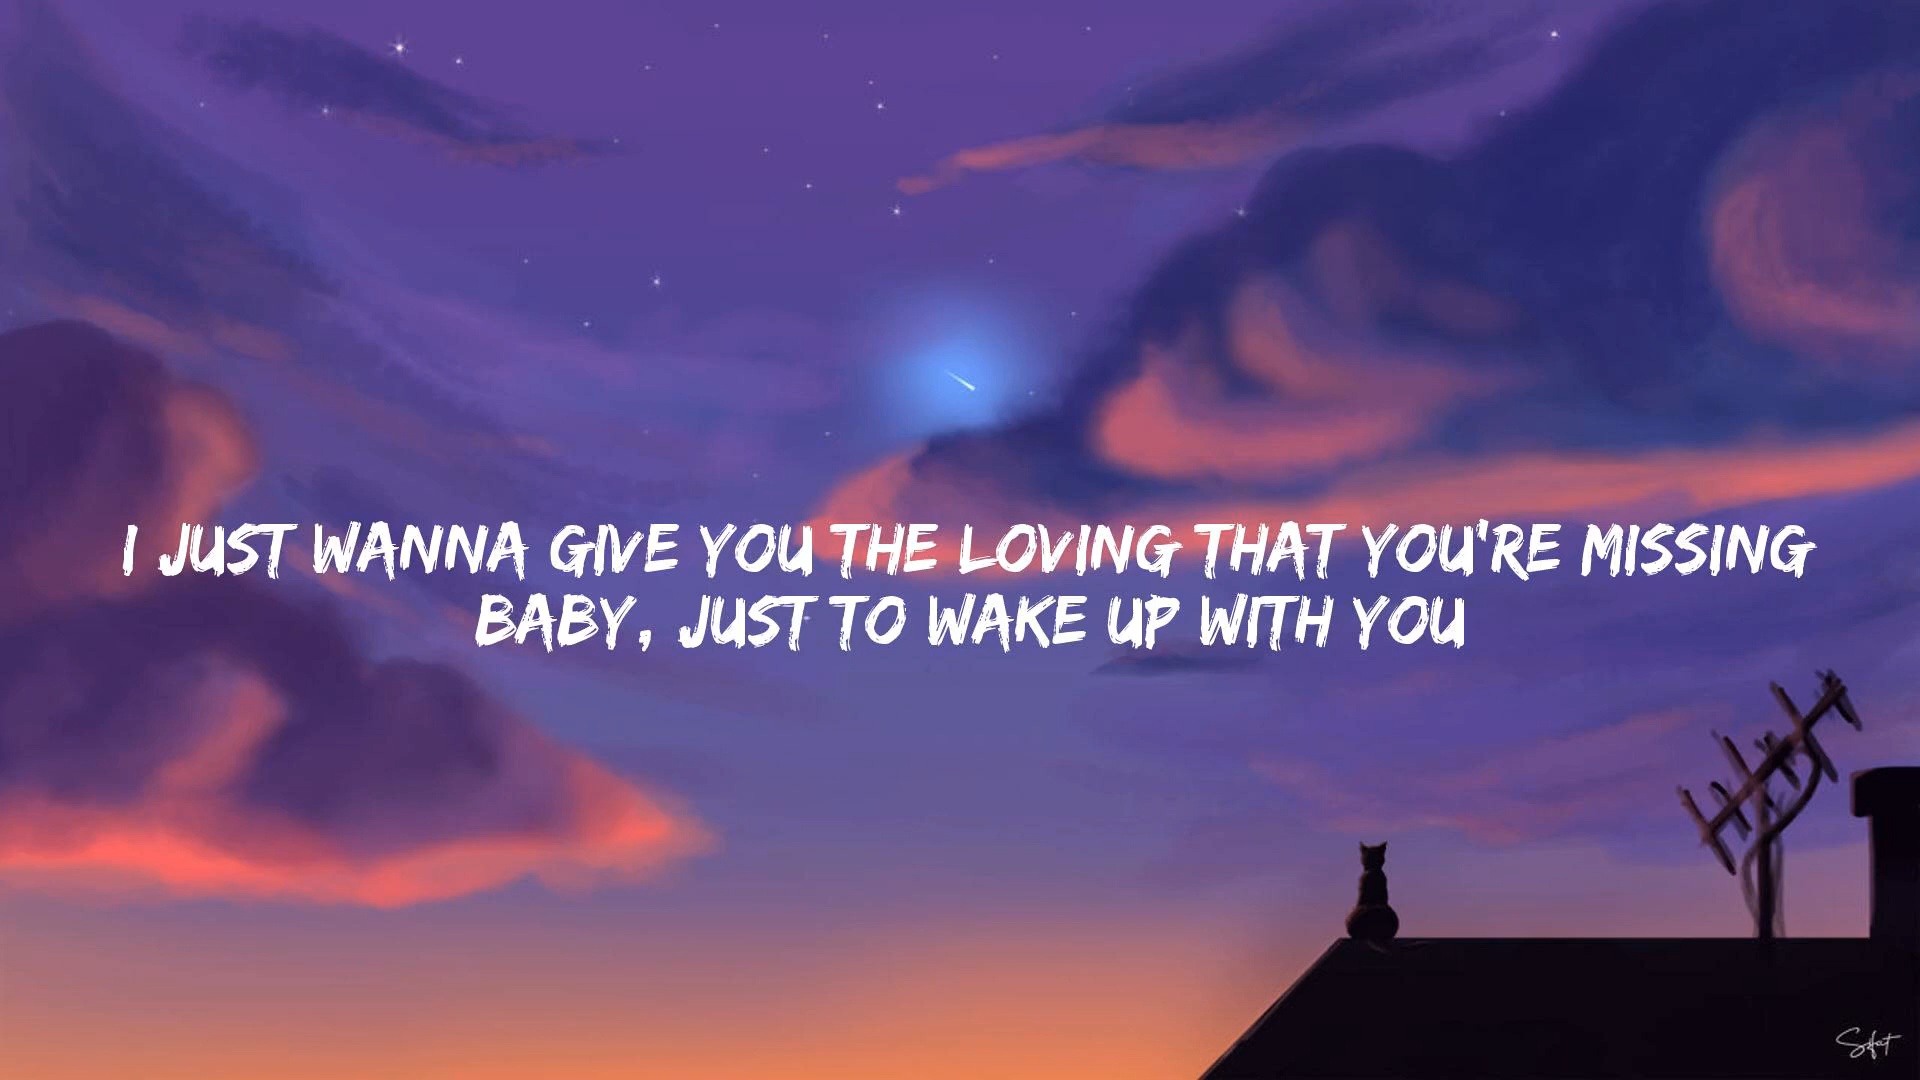 I JUST WANNA GIVE YOU THE LOVING THAT YOU'RE MISSING
BABY, JUST TO WAKE UP WITH YOU